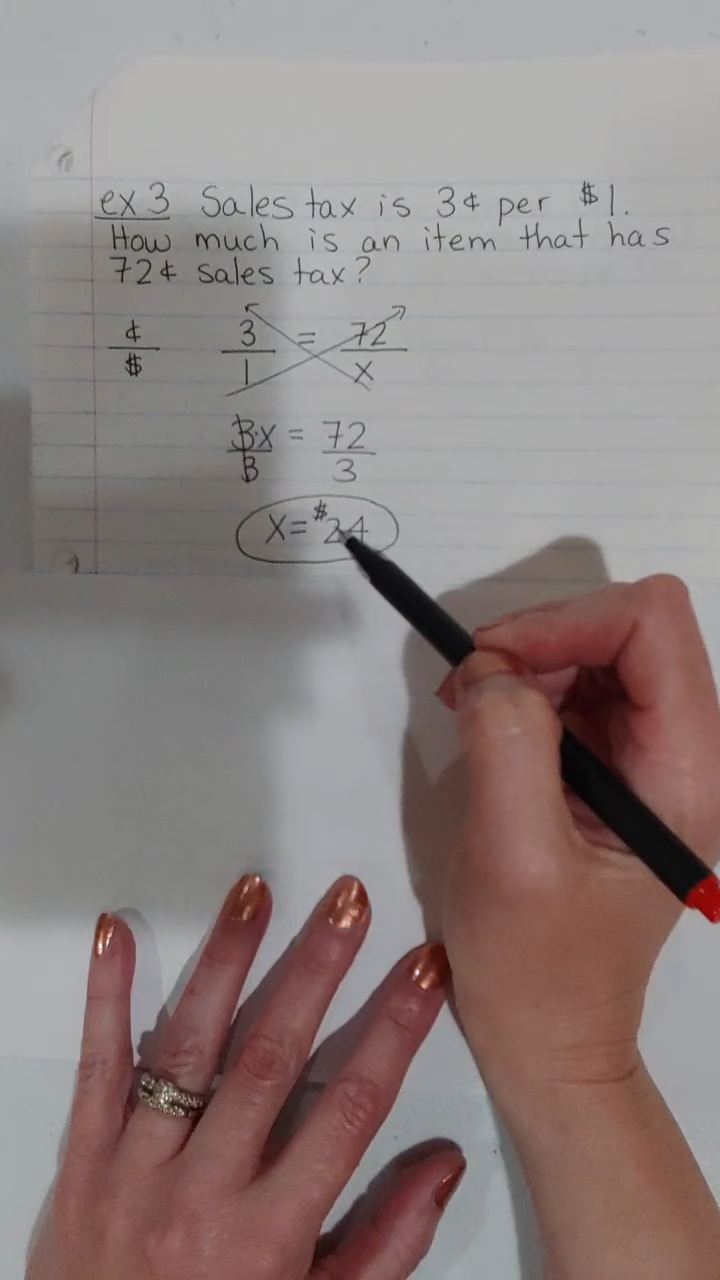 ex 3 Sales tax is 3¢ per $1.
How much is an item that has
72¢ sales tax?
¢/$ 3/1 = 72/x
3·x/3 = 72/3
x = $24